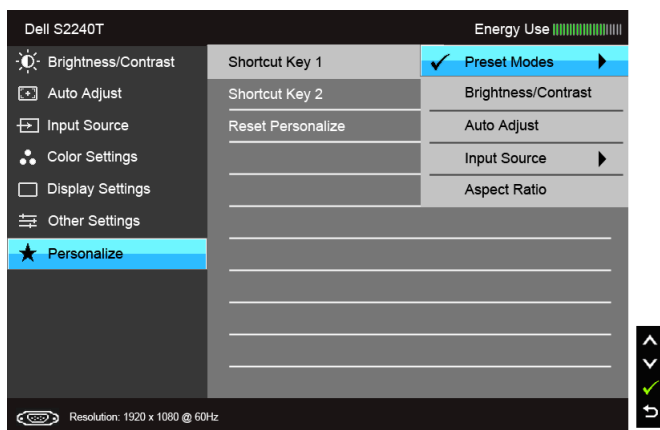 Dell S2240T
Energy Use
Brightness/Contrast
Auto Adjust
Input Source
Color Settings
Display Settings
Other Settings
Personalize
Shortcut Key 1
Shortcut Key 2
Reset Personalize
Preset Modes
Brightness/Contrast
Auto Adjust
Input Source
Aspect Ratio
Resolution: 1920 x 1080 @ 60Hz